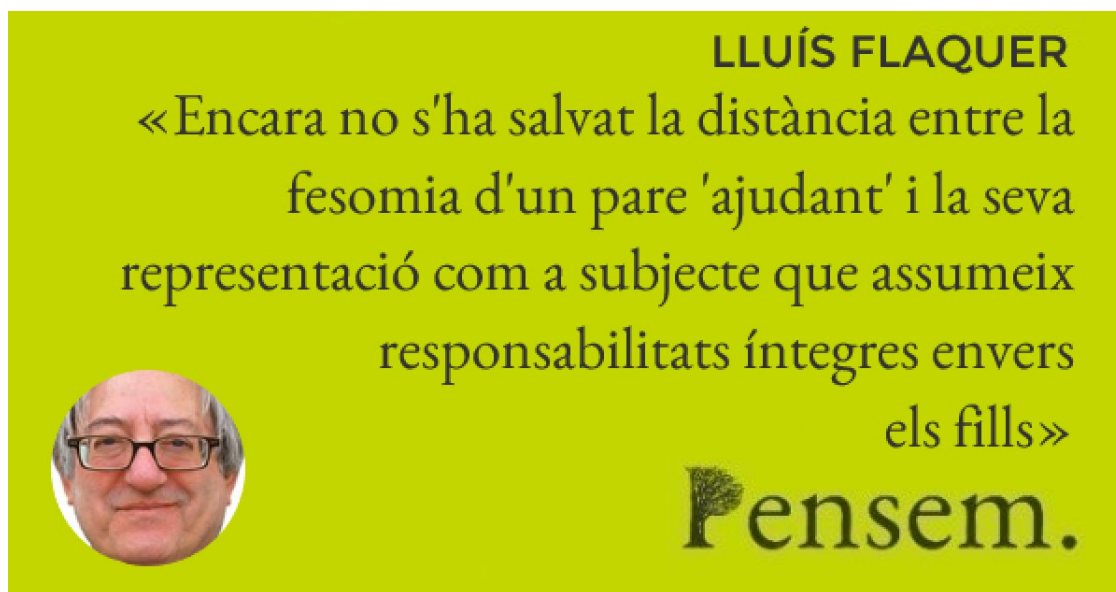 LLUÍS FLAQUER
«Encara no s'ha salvat la distància entre la
fesomia d'un pare 'ajudant' i la seva
representació com a subjecte que assumeix
responsabilitats íntegres envers
els fills»
Pensem.